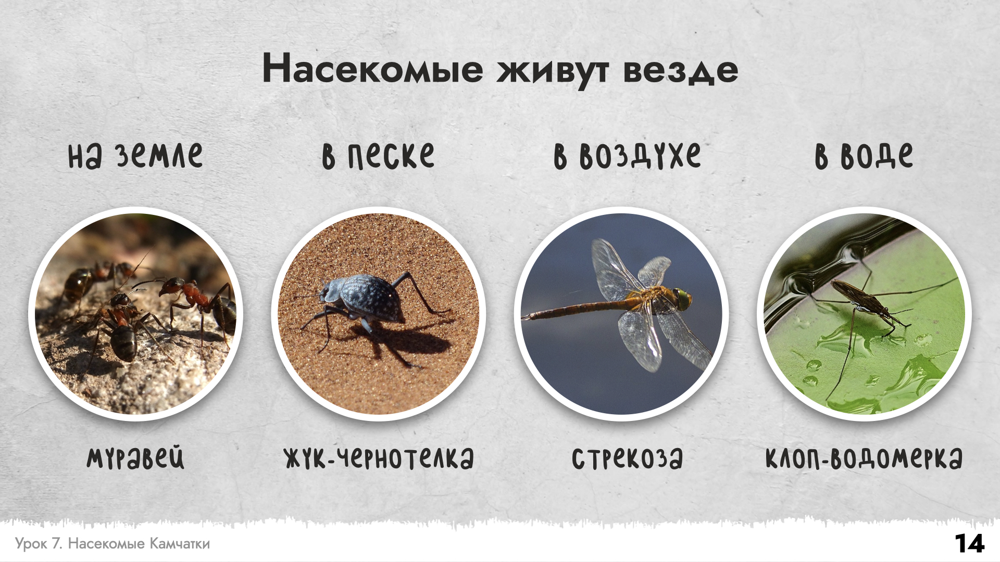 Насекомые живут везде
на земле
в песке
в воздухе
в воде
муравей
жук-чернотелка
стрекоза
клоп-водомерка
Урок 7. Насекомые Камчатки
14